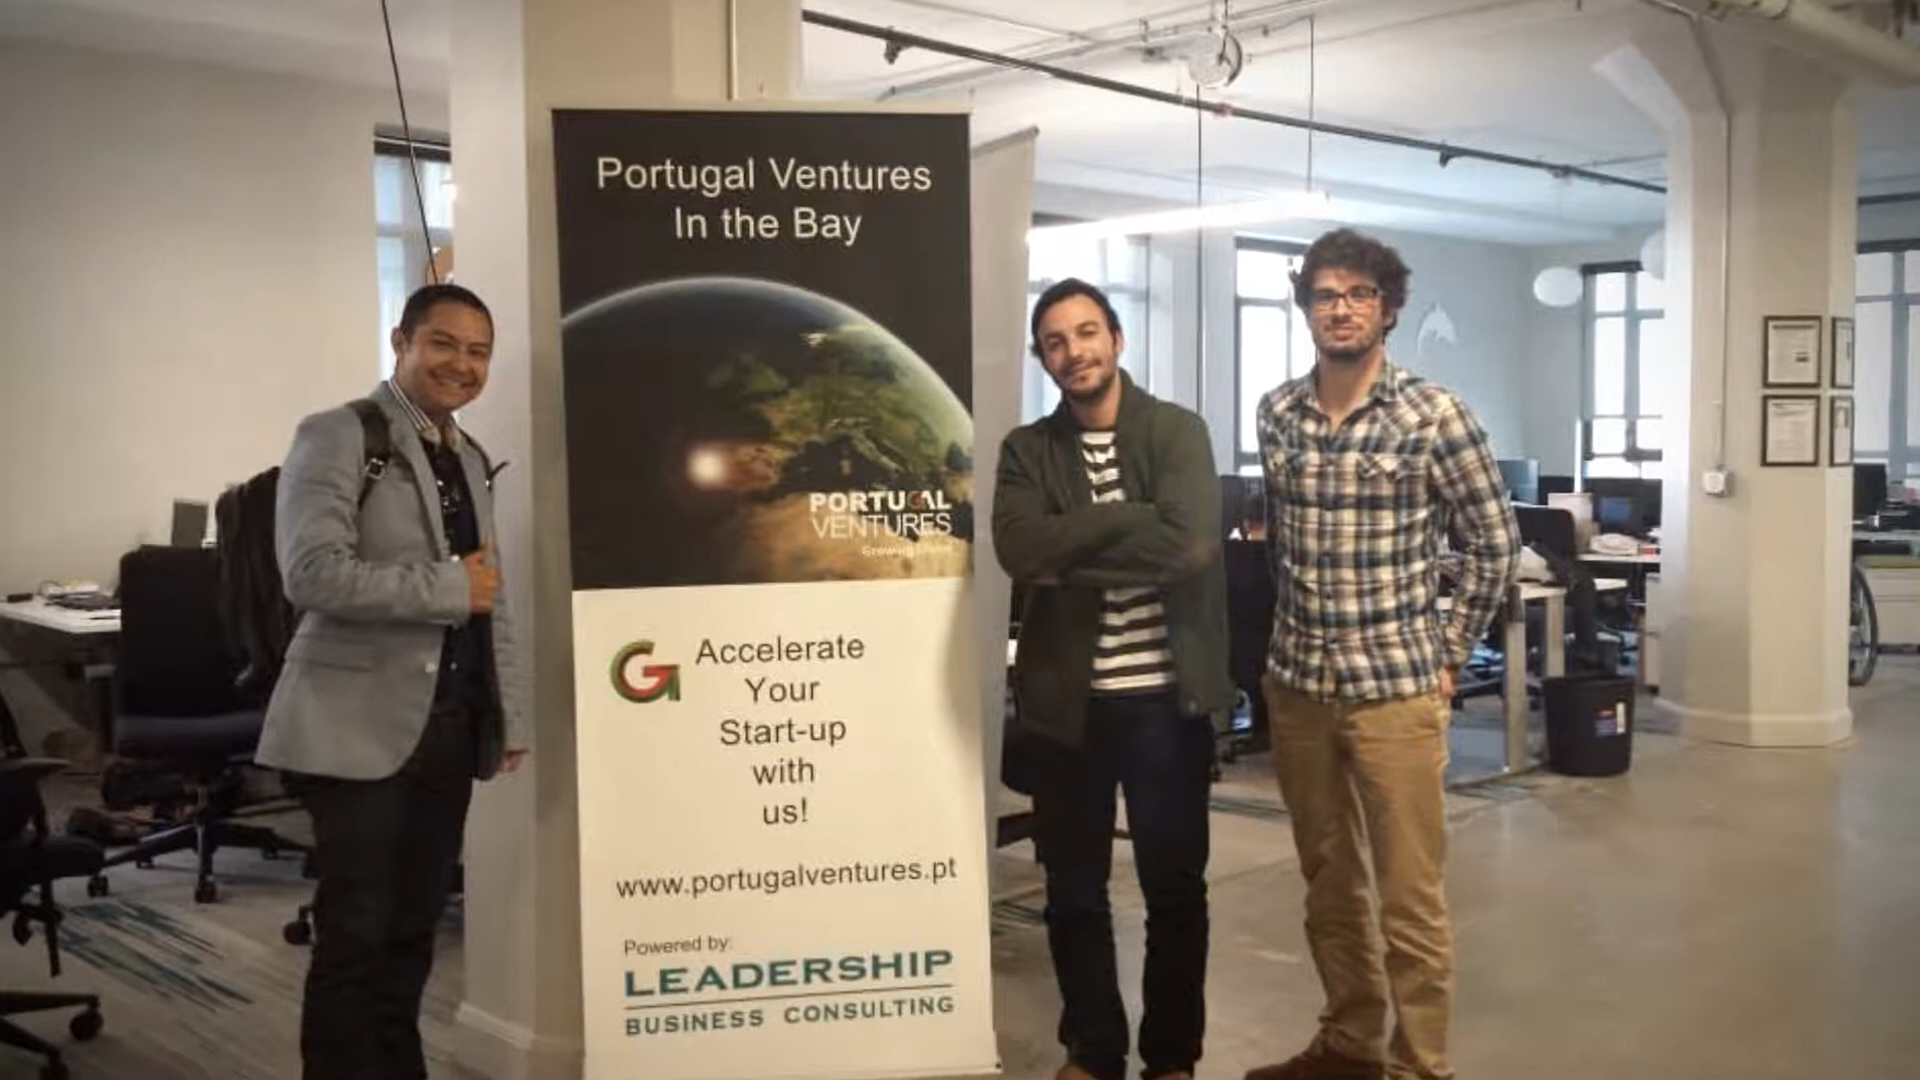 Portugal Ventures
In the Bay
PORTUGAL
VENTURES
Accelerate
Your
Start-up
with
us!
www.portugalventures.pt
Powered by:
LEADERSHIP
BUSINESS CONSULTING